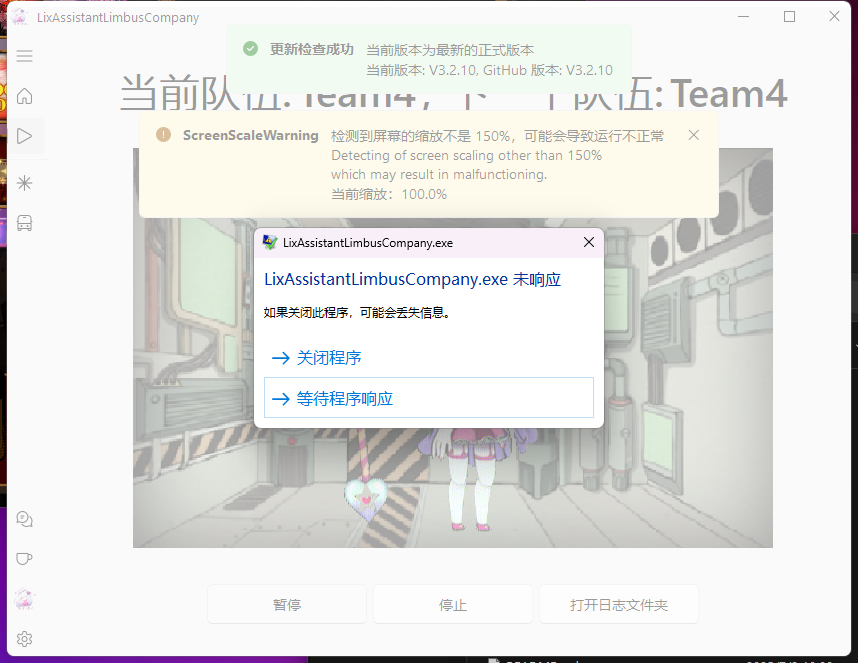 LixAssistantLimbusCompany
更新检查成功 当前版本为最新的正式版本
当前版本: V3.2.10, GitHub 版本: V3.2.10
当前队伍: Team4, 下一个队伍: Team4
ScreenScaleWarning 检测到屏幕的缩放不是 150%，可能会导致运行不正常
Detecting of screen scaling other than 150%
which may result in malfunctioning.
当前缩放：100.0%
LixAssistantLimbusCompany.exe
LixAssistantLimbusCompany.exe 未响应
如果关闭此程序，可能会丢失信息。
关闭程序
等待程序响应
暂停
停止
打开日志文件夹